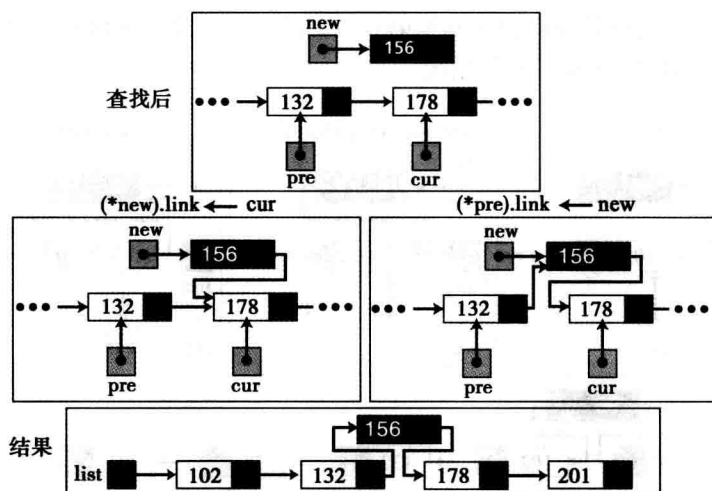 new
156
查找后
132
178
pre
cur
(*new).link ← cur
new
156
132
178
pre
cur
(*pre).link ← new
new
156
132
178
pre
cur
结果
156
list
102
132
178
201